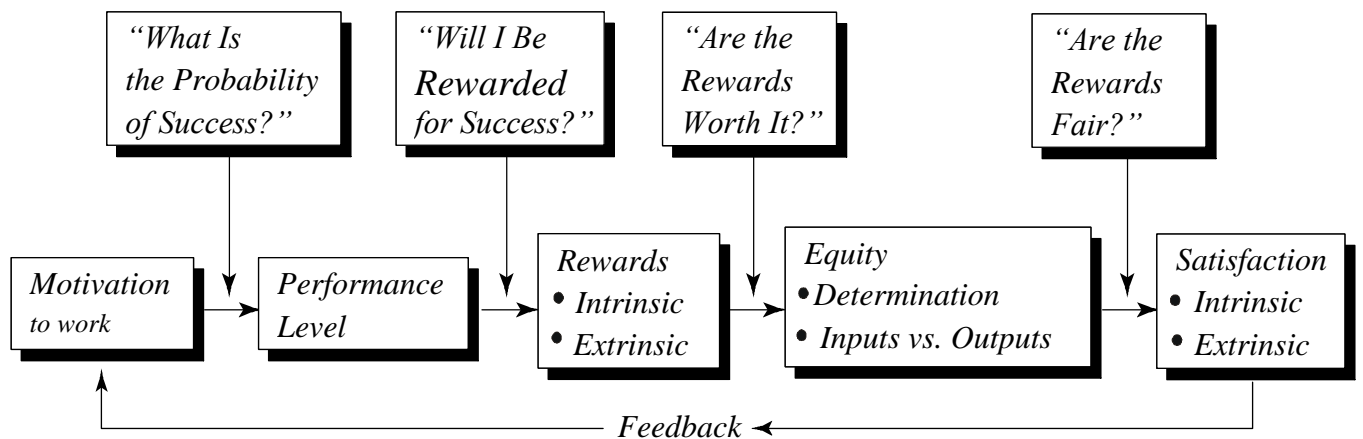 “What Is
the Probability
of Success?”
“Will I Be
Rewarded
for Success?”
“Are the
Rewards
Worth It?”
“Are the
Rewards
Fair?”
Motivation
to work
Performance
Level
Rewards
• Intrinsic
• Extrinsic
Equity
• Determination
• Inputs vs. Outputs
Satisfaction
• Intrinsic
• Extrinsic
Feedback